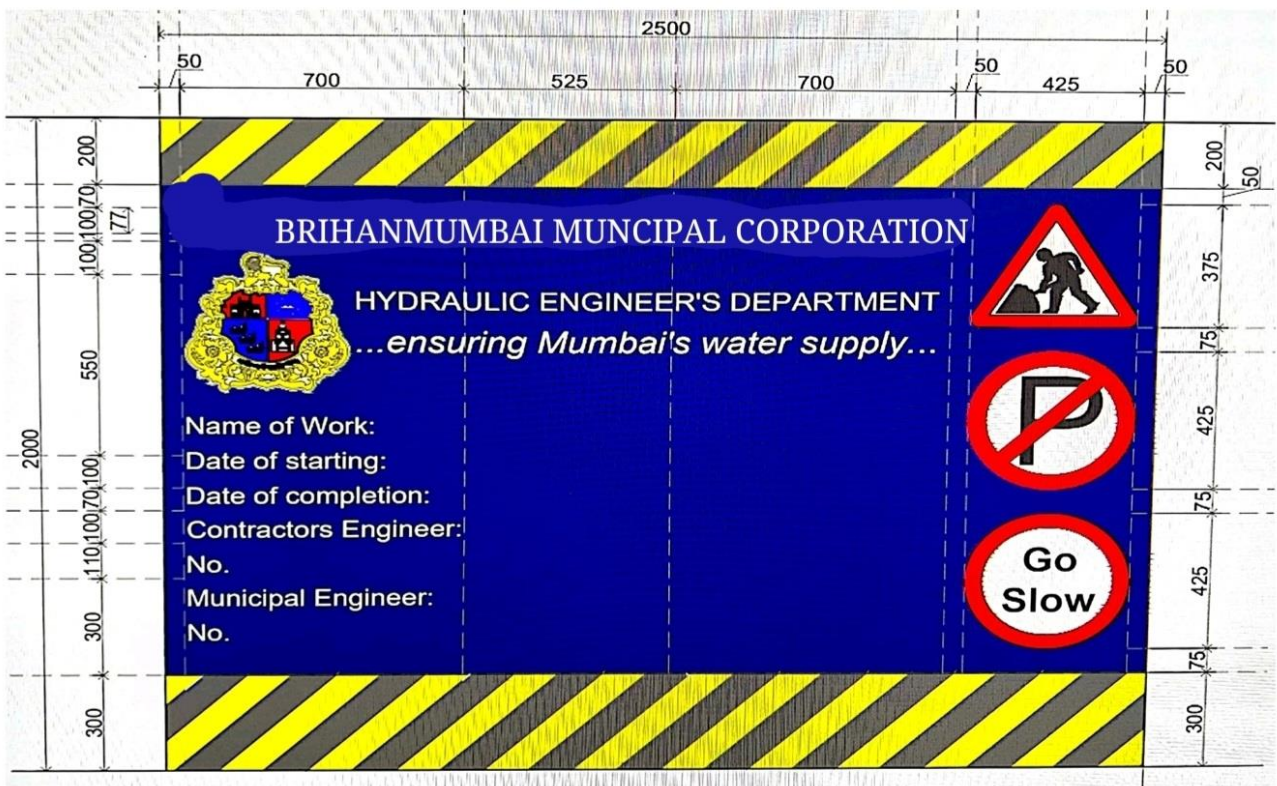 2500
50 700 525 700 50 425 50
2000
200
70
100
77
100
550
100
70
100
110
300
300
BRIHANMUMBAI MUNCIPAL CORPORATION
HYDRAULIC ENGINEER'S DEPARTMENT
...ensuring Mumbai's water supply...
Name of Work:
Date of starting:
Date of completion:
Contractors Engineer:
No.
Municipal Engineer:
No.
P
Go
Slow
200
50
375
75
425
75
425
75
300